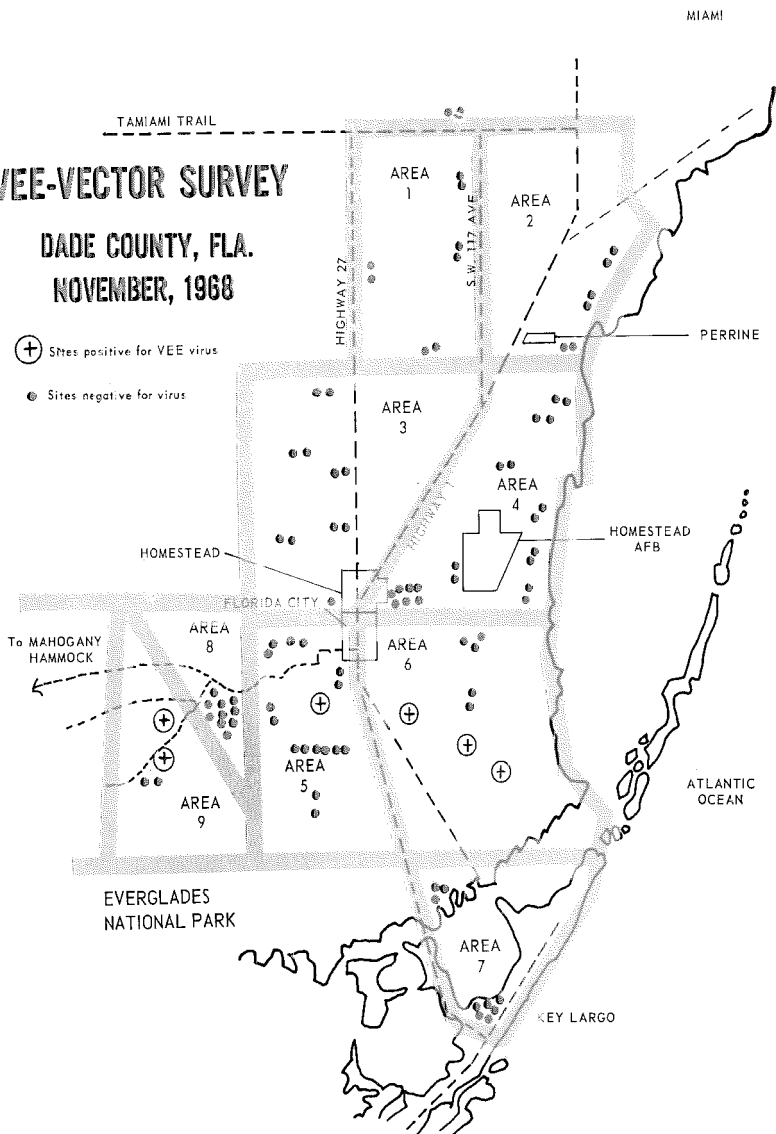 MIAMI
TAMIAMI TRAIL
VEE-VECTOR SURVEY
DADE COUNTY, FLA.
NOVEMBER, 1968
Sites positive for VEE virus
Sites negative for virus
AREA
1
AREA
2
HIGHWAY 27
S.W. 117 AVE
PERRINE
AREA
3
HIGHWAY 1
AREA
4
HOMESTEAD
AFB
HOMESTEAD
FLORIDA CITY
AREA
8
To MAHOGANY
HAMMOCK
AREA
6
AREA
5
AREA
9
ATLANTIC
OCEAN
EVERGLADES
NATIONAL PARK
AREA
7
KEY LARGO